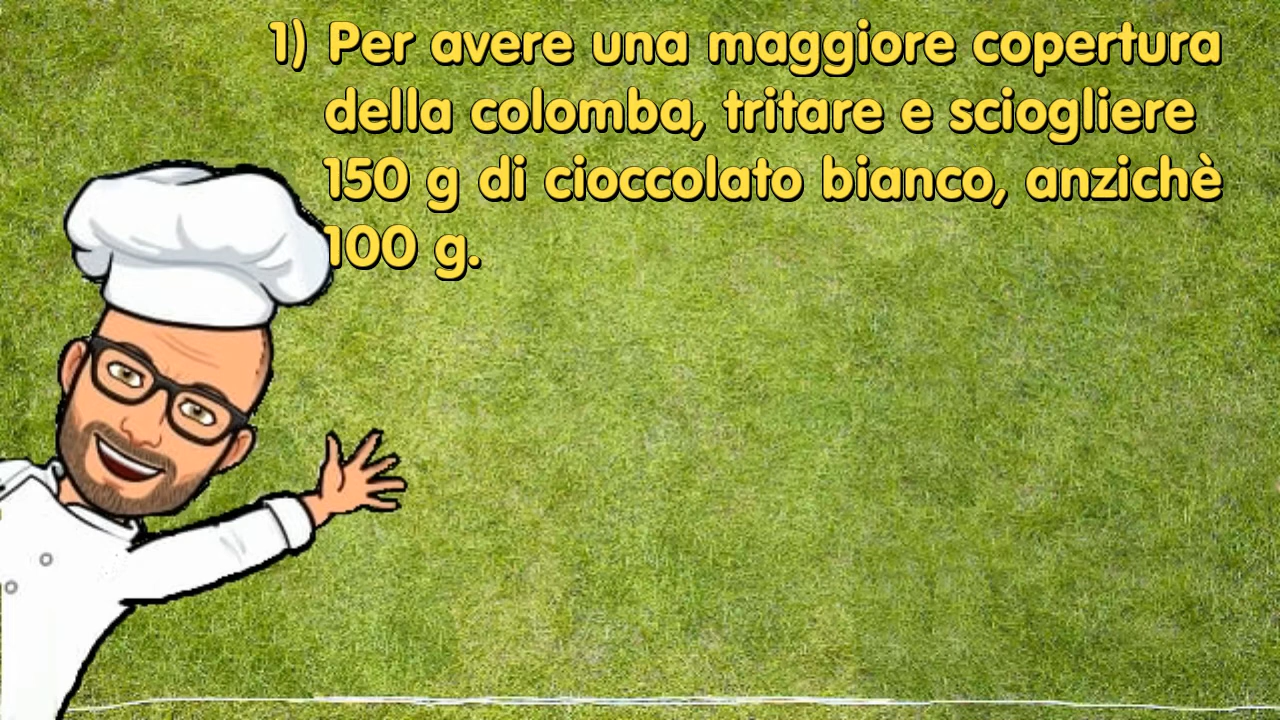 1) Per avere una maggiore copertura
della colomba, tritare e sciogliere
150 g di cioccolato bianco, anzichè
100 g.